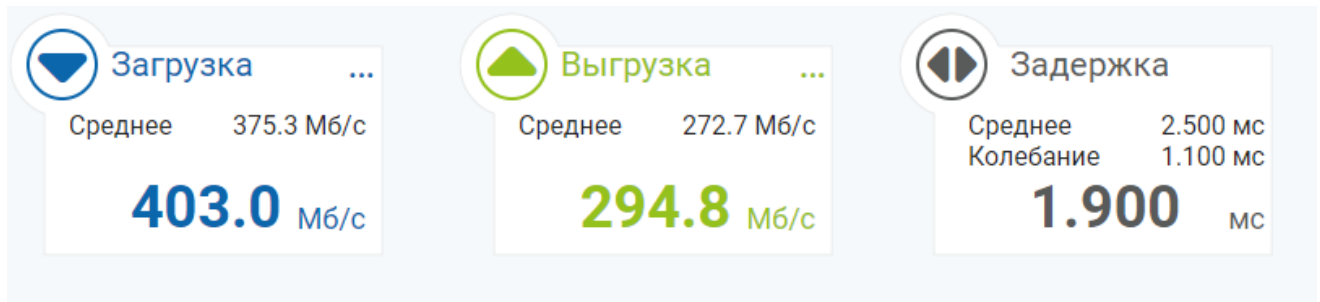 Загрузка ...
Среднее 375.3 Мб/с
403.0 Мб/с
Выгрузка ...
Среднее 272.7 Мб/с
294.8 Мб/с
Задержка
Среднее 2.500 мс
Колебание 1.100 мс
1.900 мс